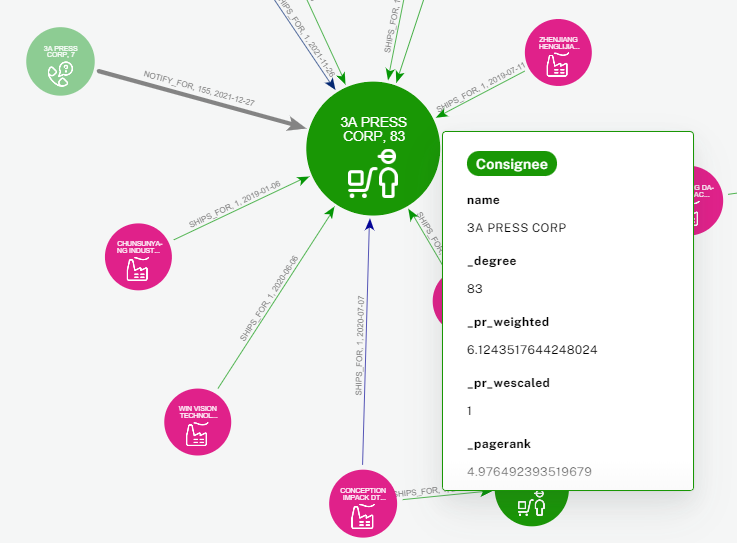 3A PRESS
CORP, 7
NOTIFY_FOR, 155, 2021-12-27
SHIPS_FOR, 1, 2021-11-26
SHIPS_FOR, 1
ZHENJIANG
HENGLIJIA...
SHIPS_FOR, 1, 2019-07-11
3A PRESS
CORP, 83
CHUNSUNYA-
NG INDUST...
SHIPS_FOR, 1, 2019-01-06
SHIPS_FOR, 1, 2020-06-06
SHIPS_FOR, 1, 2020-07-07
SHIPS_FOR,
G DA-
AC...
WIN VISION
TECHNOL...
CONCEPTION
IMPACK DT...
SHIPS_FOR,
Consignee
name
3A PRESS CORP
_degree
83
_pr_weighted
6.1243517644248024
_pr_wescaled
1
_pagerank
4.976492393519679